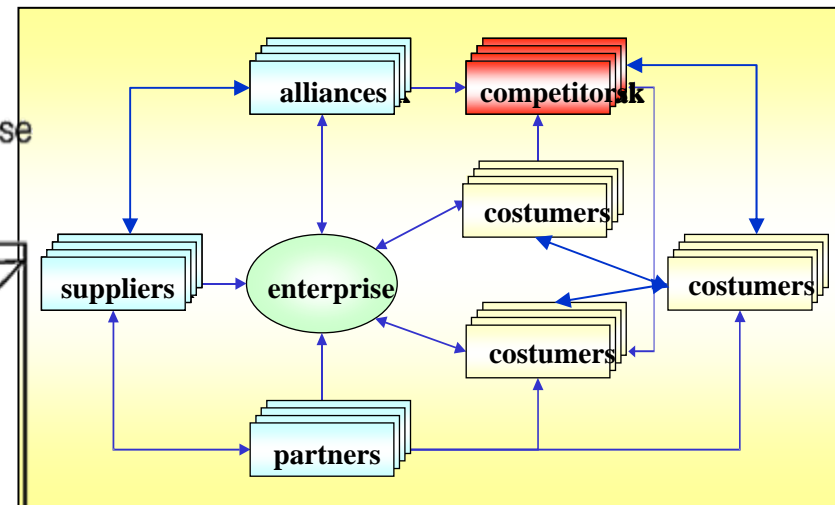 alliances
competitorsk
se
costumers
suppliers
enterprise
costumers
costumers
partners